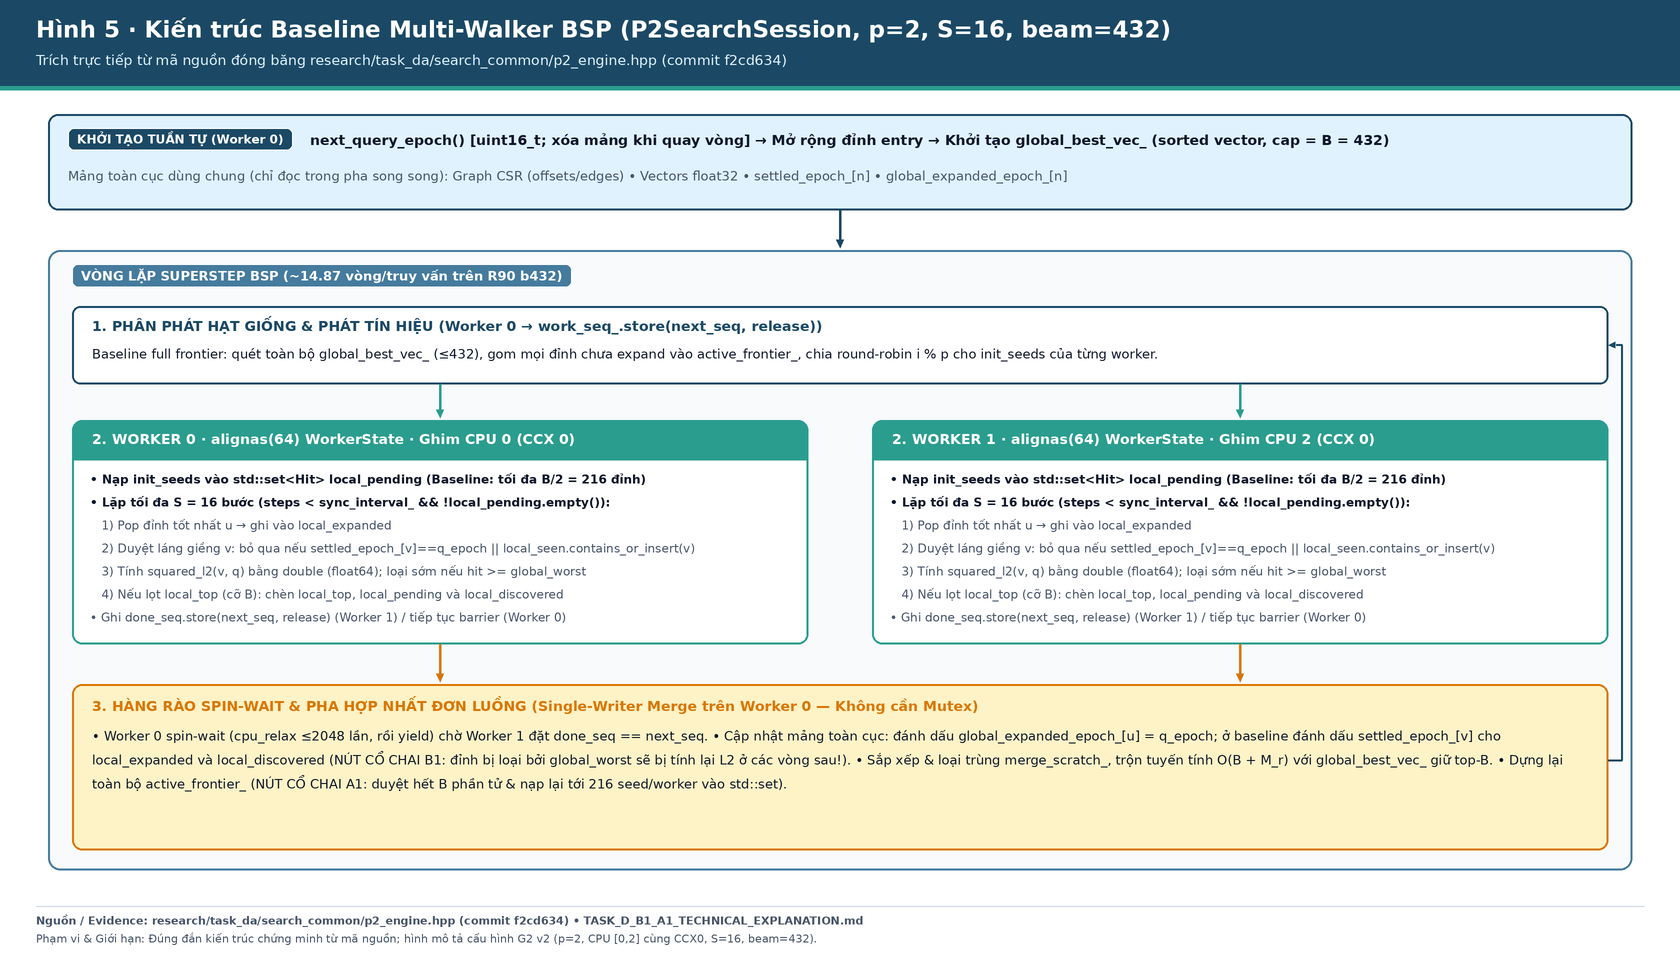 Hình 5 · Kiến trúc Baseline Multi-Walker BSP (P2SearchSession, p=2, S=16, beam=432)
Trích trực tiếp từ mã nguồn đóng băng research/task_da/search_common/p2_engine.hpp (commit f2cd634)
KHỞI TẠO TUẦN TỰ (Worker 0)
next_query_epoch() [uint16_t; xóa mảng khi quay vòng] → Mở rộng đỉnh entry → Khởi tạo global_best_vec_ (sorted vector, cap = B = 432)
Mảng toàn cục dùng chung (chỉ đọc trong pha song song): Graph CSR (offsets/edges) • Vectors float32 • settled_epoch_[n] • global_expanded_epoch_[n]
VÒNG LẶP SUPERSTEP BSP (~14.87 vòng/truy vấn trên R90 b432)
1. PHÂN PHÁT HẠT GIỐNG & PHÁT TÍN HIỆU (Worker 0 → work_seq_.store(next_seq, release))
Baseline full frontier: quét toàn bộ global_best_vec_ (≤432), gom mọi đỉnh chưa expand vào active_frontier_, chia round-robin i % p cho init_seeds của từng worker.
2. WORKER 0 · alignas(64) WorkerState · Ghim CPU 0 (CCX 0)
• Nạp init_seeds vào std::set<Hit> local_pending (Baseline: tối đa B/2 = 216 đỉnh)
• Lặp tối đa S = 16 bước (steps < sync_interval_ && !local_pending.empty()):
1) Pop đỉnh tốt nhất u → ghi vào local_expanded
2) Duyệt láng giềng v: bỏ qua nếu settled_epoch_[v]==q_epoch || local_seen.contains_or_insert(v)
3) Tính squared_l2(v, q) bằng double (float64); loại sớm nếu hit >= global_worst
4) Nếu lọt local_top (cỡ B): chèn local_top, local_pending và local_discovered
• Ghi done_seq.store(next_seq, release) (Worker 1) / tiếp tục barrier (Worker 0)
2. WORKER 1 · alignas(64) WorkerState · Ghim CPU 2 (CCX 0)
• Nạp init_seeds vào std::set<Hit> local_pending (Baseline: tối đa B/2 = 216 đỉnh)
• Lặp tối đa S = 16 bước (steps < sync_interval_ && !local_pending.empty()):
1) Pop đỉnh tốt nhất u → ghi vào local_expanded
2) Duyệt láng giềng v: bỏ qua nếu settled_epoch_[v]==q_epoch || local_seen.contains_or_insert(v)
3) Tính squared_l2(v, q) bằng double (float64); loại sớm nếu hit >= global_worst
4) Nếu lọt local_top (cỡ B): chèn local_top, local_pending và local_discovered
• Ghi done_seq.store(next_seq, release) (Worker 1) / tiếp tục barrier (Worker 0)
3. HÀNG RÀO SPIN-WAIT & PHA HỢP NHẤT ĐƠN LUỒNG (Single-Writer Merge trên Worker 0 — Không cần Mutex)
• Worker 0 spin-wait (cpu_relax ≤2048 lần, rồi yield) chờ Worker 1 đặt done_seq == next_seq. • Cập nhật mảng toàn cục: đánh dấu global_expanded_epoch_[u] = q_epoch; ở baseline đánh dấu settled_epoch_[v] cho
local_expanded và local_discovered (NÚT CỔ CHAI B1: đỉnh bị loại bởi global_worst sẽ bị tính lại L2 ở các vòng sau!). • Sắp xếp & loại trùng merge_scratch_, trộn tuyến tính O(B + M_r) với global_best_vec_ giữ top-B. • Dựng lại
toàn bộ active_frontier_ (NÚT CỔ CHAI A1: duyệt hết B phần tử & nạp lại tới 216 seed/worker vào std::set).
Nguồn / Evidence: research/task_da/search_common/p2_engine.hpp (commit f2cd634) • TASK_D_B1_A1_TECHNICAL_EXPLANATION.md
Phạm vi & Giới hạn: Đúng đắn kiến trúc chứng minh từ mã nguồn; hình mô tả cấu hình G2 v2 (p=2, CPU [0,2] cùng CCX0, S=16, beam=432).